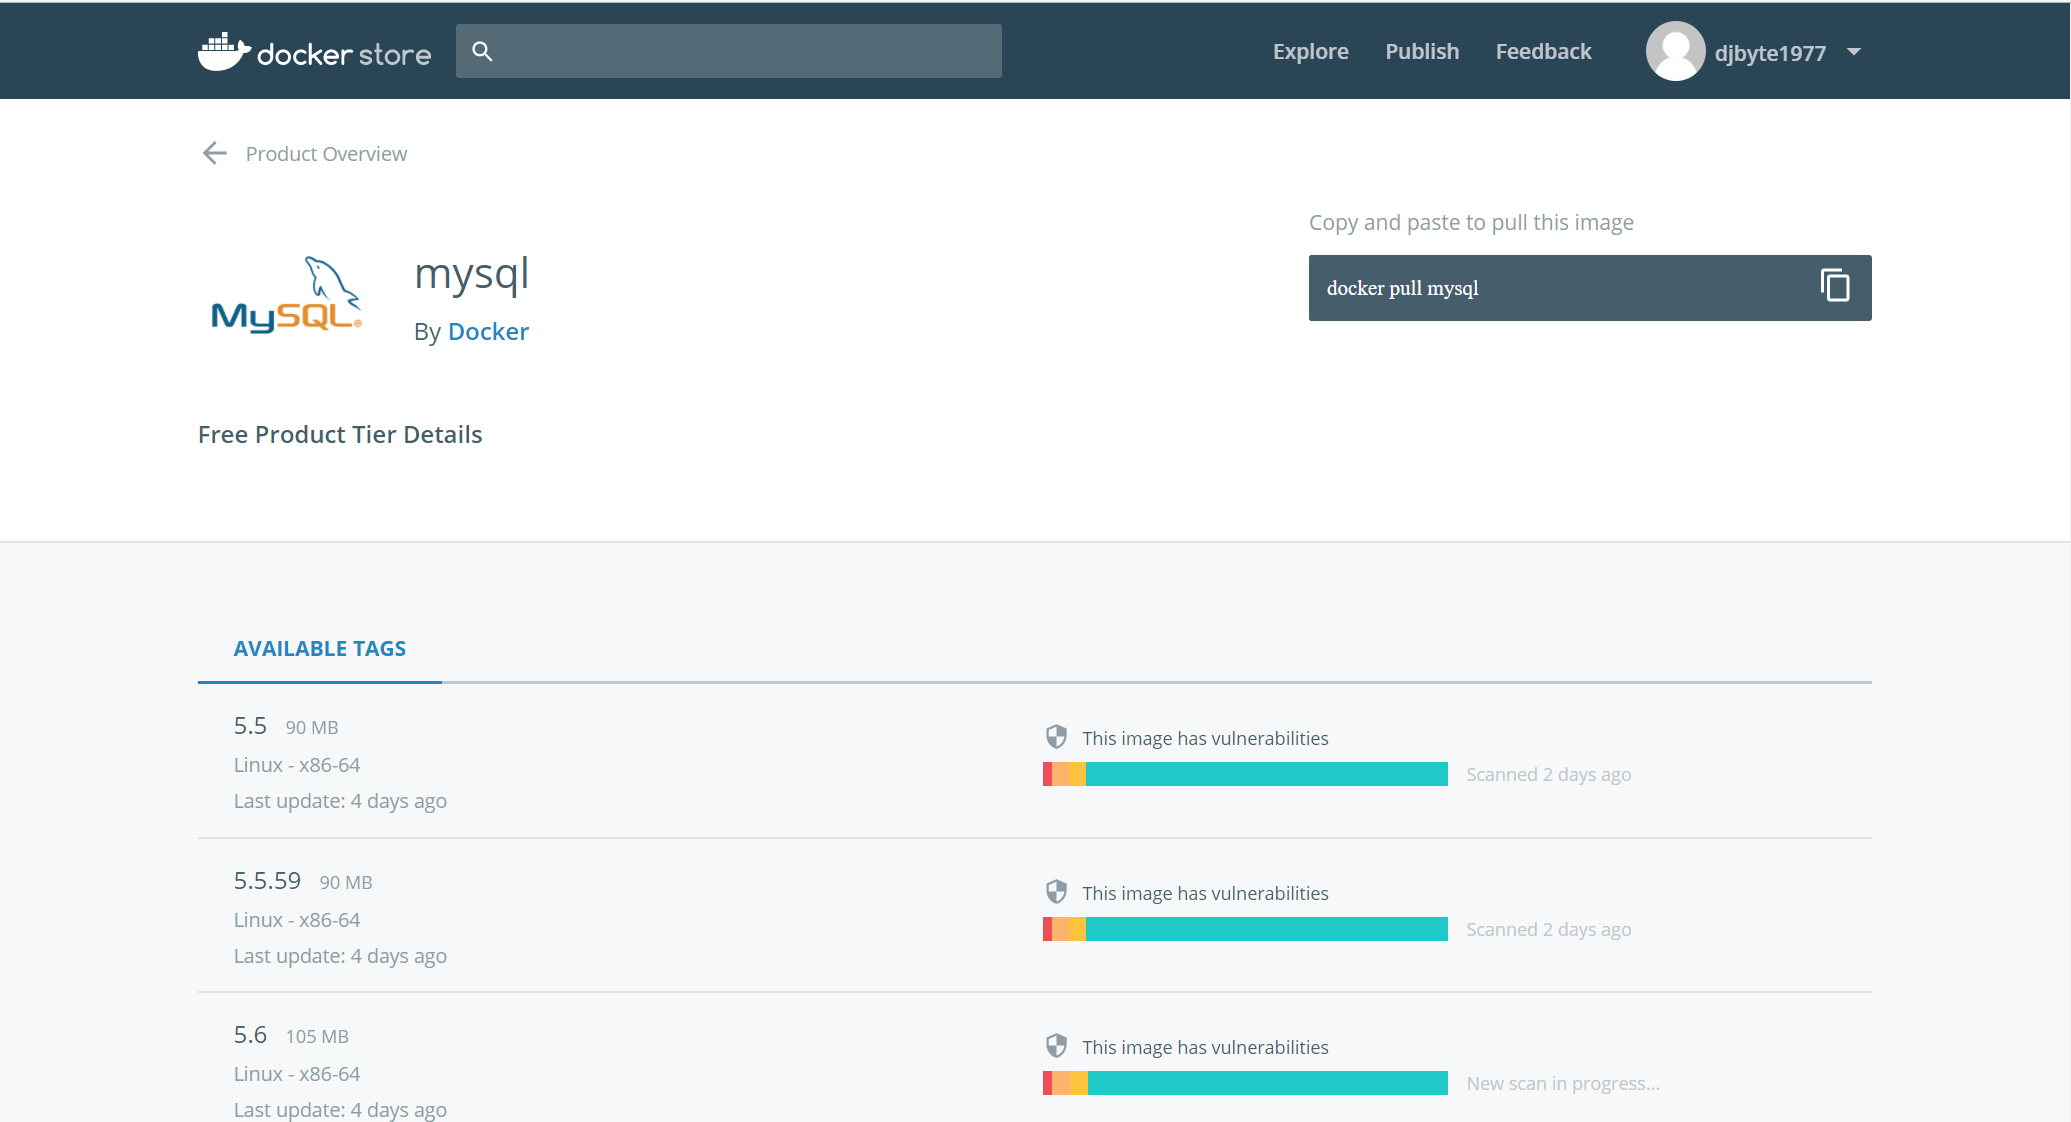 docker store
Explore Publish Feedback djbyte1977
Product Overview
Copy and paste to pull this image
docker pull mysql
MySQL®
mysql
By Docker
Free Product Tier Details
AVAILABLE TAGS
5.5 90 MB
Linux - x86-64
Last update: 4 days ago
This image has vulnerabilities
Scanned 2 days ago
5.5.59 90 MB
Linux - x86-64
Last update: 4 days ago
This image has vulnerabilities
Scanned 2 days ago
5.6 105 MB
Linux - x86-64
Last update: 4 days ago
This image has vulnerabilities
New scan in progress...